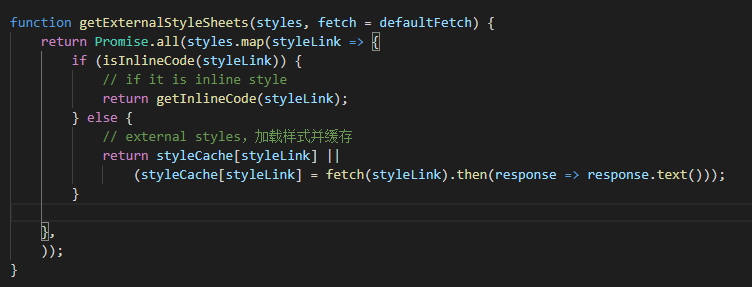 function getExternalStyleSheets(styles, fetch = defaultFetch) {
    return Promise.all(styles.map(styleLink => {
        if (isInlineCode(styleLink)) {
            // if it is inline style
            return getInlineCode(styleLink);
        } else {
            // external styles，加载样式并缓存
            return styleCache[styleLink] ||
                (styleCache[styleLink] = fetch(styleLink).then(response => response.text()));
        }
    },
    ));
}